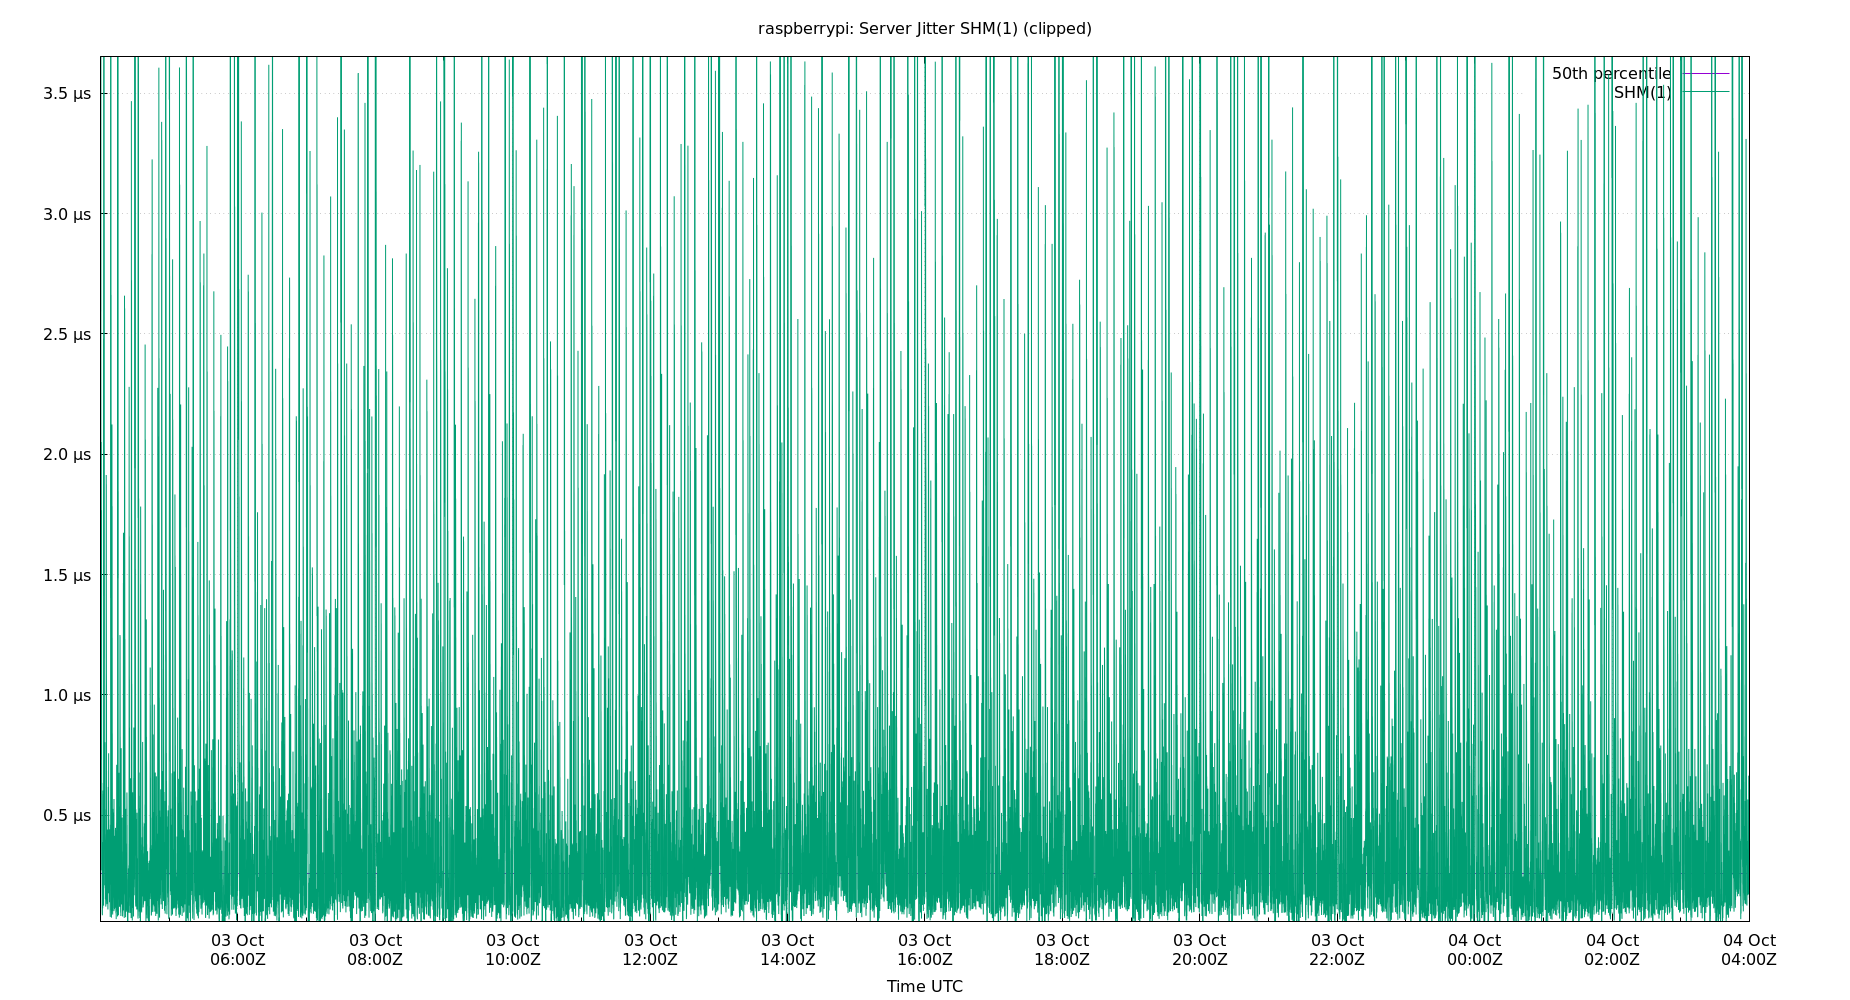 raspberrypi: Server Jitter SHM(1) (clipped)
50th percentile
SHM(1)
3.5 µs
3.0 µs
2.5 µs
2.0 µs
1.5 µs
1.0 µs
0.5 µs
03 Oct 03 Oct 03 Oct 03 Oct 03 Oct 03 Oct 03 Oct 03 Oct 03 Oct 04 Oct 04 Oct 04 Oct
06:00Z 08:00Z 10:00Z 12:00Z 14:00Z 16:00Z 18:00Z 20:00Z 22:00Z 00:00Z 02:00Z 04:00Z
Time UTC